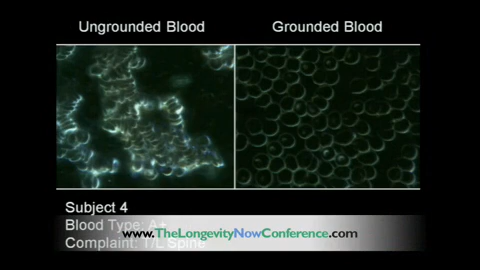 Ungrounded Blood
Grounded Blood
Subject 4
Blood Type: A+
Complaint: T/L Spine
www.TheLongevityNowConference.com